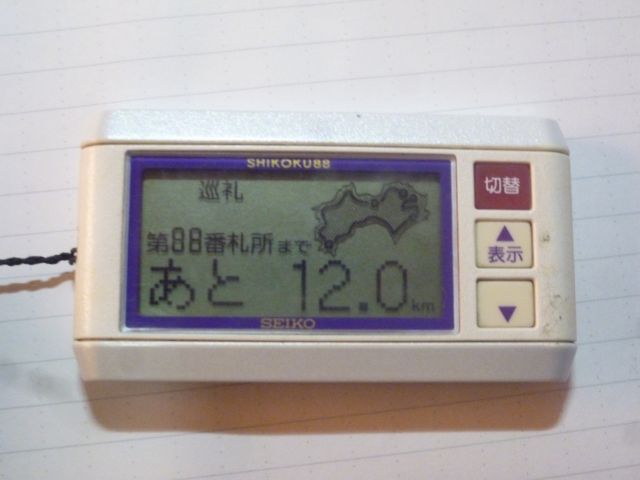 SHIKOKU88
巡礼
第88番札所まで
あと 12.0km
SEIKO
切替
▲
表示
▼